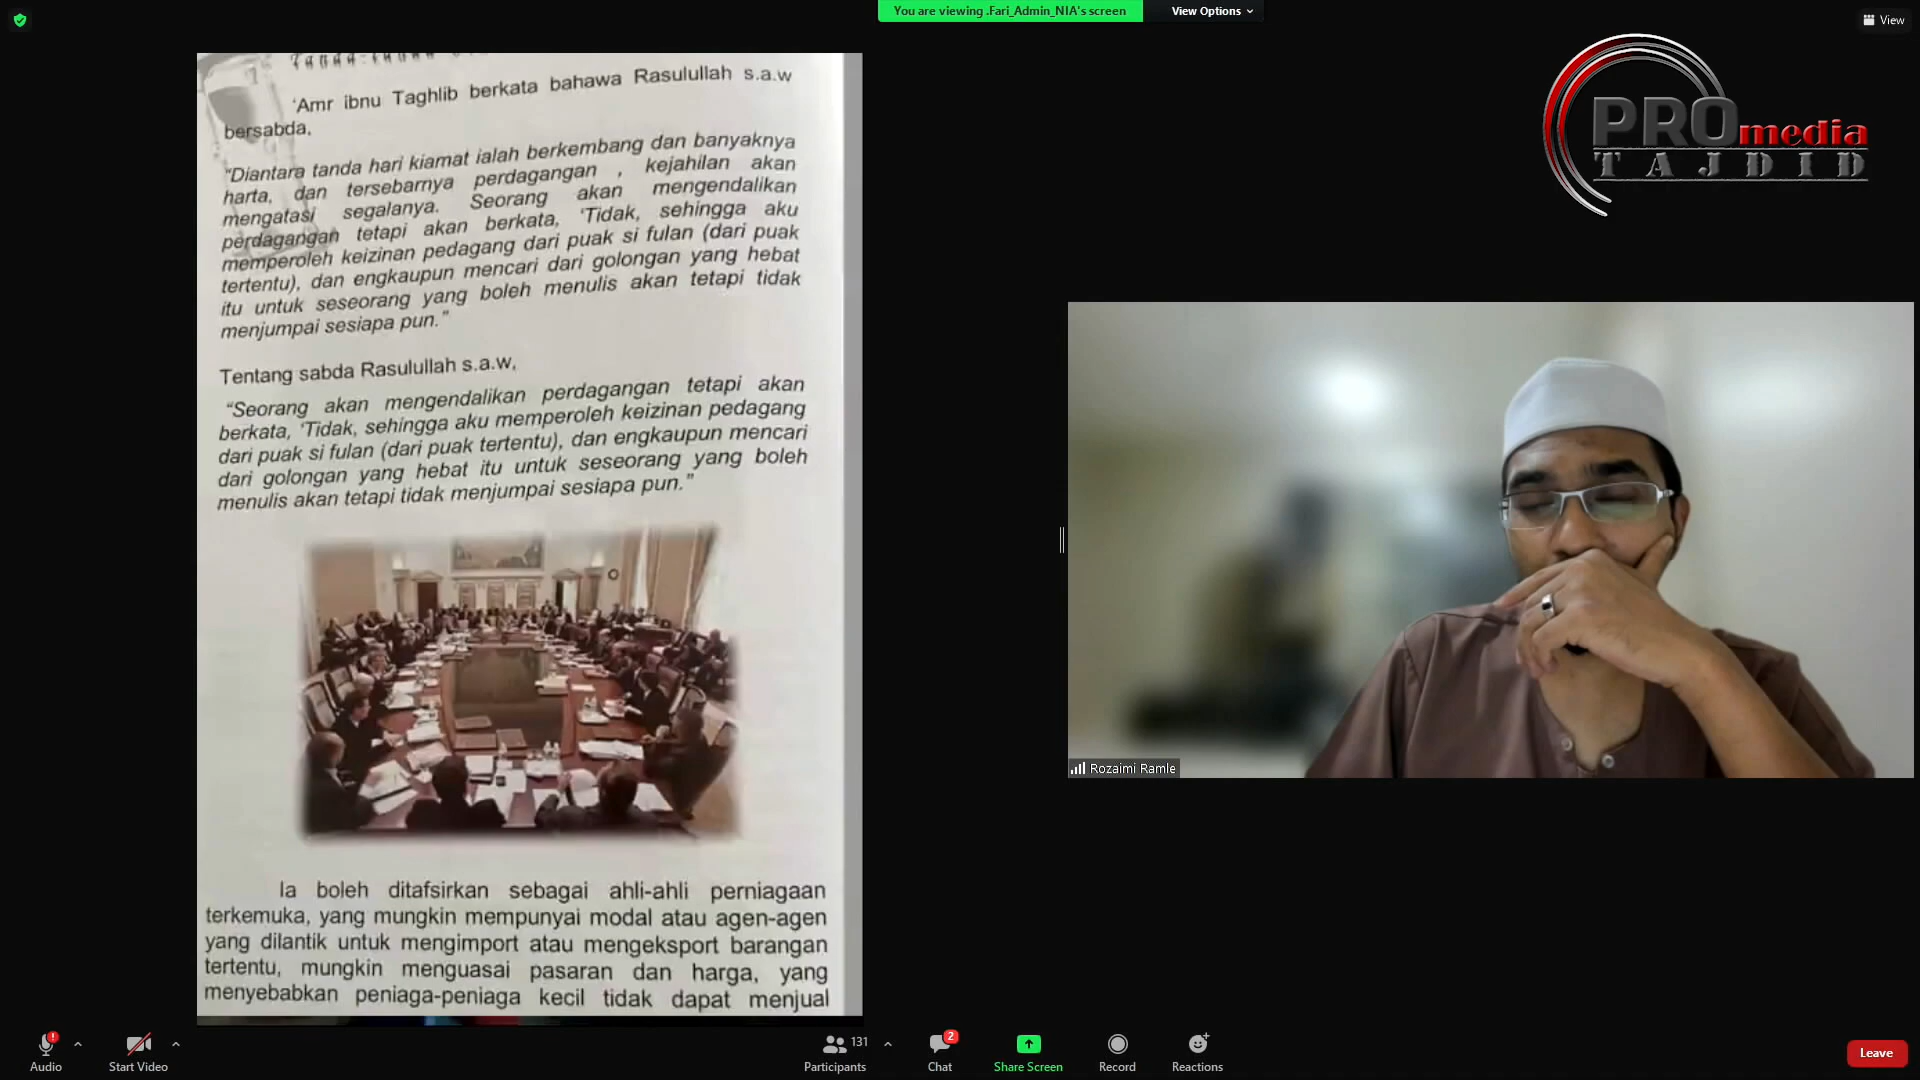 You are viewing .Fari_Admin_NIA's screen
View Options
View
PROmedia
TAJDID
'Amr ibnu Taghlib berkata bahawa Rasulullah s.a.w
bersabda,
"Diantara tanda hari kiamat ialah berkembang dan banyaknya
harta, dan tersebarnya perdagangan , kejahilan akan
mengatasi segalanya. Seorang akan mengendalikan
perdagangan tetapi akan berkata, 'Tidak, sehingga aku
memperoleh keizinan pedagang dari puak si fulan (dari puak
tertentu), dan engkaupun mencari dari golongan yang hebat
itu untuk seseorang yang boleh menulis akan tetapi tidak
menjumpai sesiapa pun."
Tentang sabda Rasulullah s.a.w,
"Seorang akan mengendalikan perdagangan tetapi akan
berkata, 'Tidak, sehingga aku memperoleh keizinan pedagang
dari puak si fulan (dari puak tertentu), dan engkaupun mencari
dari golongan yang hebat itu untuk seseorang yang boleh
menulis akan tetapi tidak menjumpai sesiapa pun."
Ia boleh ditafsirkan sebagai ahli-ahli perniagaan
terkemuka, yang mungkin mempunyai modal atau agen-agen
yang dilantik untuk mengimport atau mengeksport barangan
tertentu, mungkin menguasai pasaran dan harga, yang
menyebabkan peniaga-peniaga kecil tidak dapat menjual
Rozaimi Ramle
Audio
Start Video
Participants
131
Chat
2
Share Screen
Record
Reactions
Leave